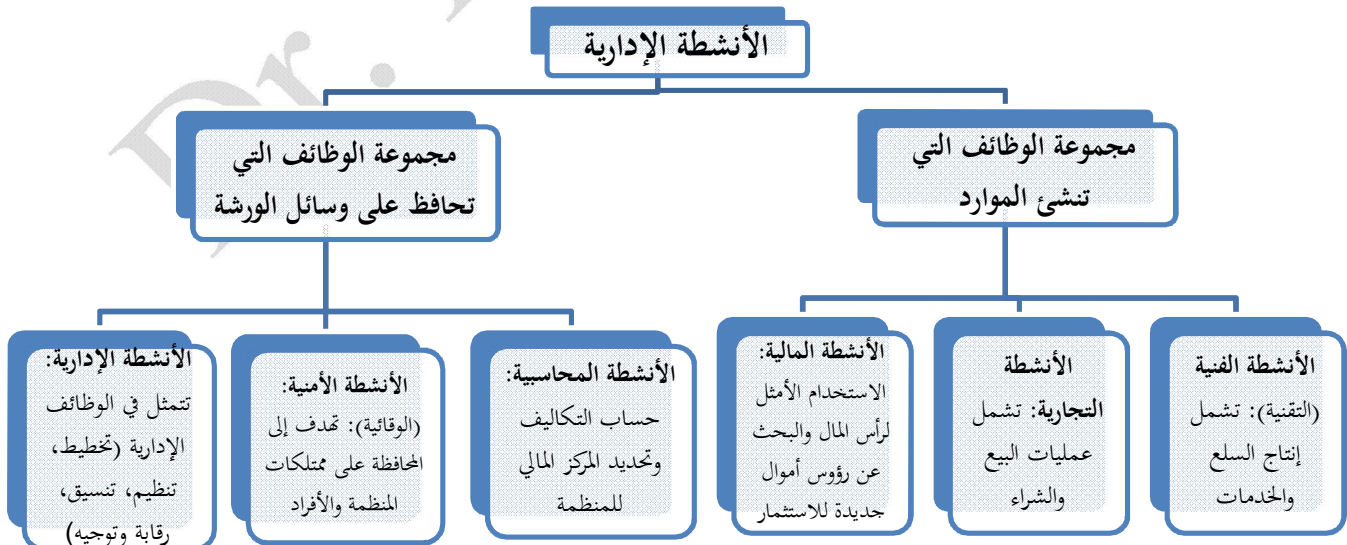 الأنشطة الإدارية
مجموعة الوظائف التي
تنشئ الموارد
مجموعة الوظائف التي
تحافظ على وسائل الورشة
الأنشطة الفنية
(التقنية): تشمل
إنتاج السلع
والخدمات
الأنشطة
التجارية: تشمل
عمليات البيع
والشراء
الأنشطة المالية:
الاستخدام الأمثل
لرأس المال والبحث
عن رؤوس أموال
جديدة للاستثمار
الأنشطة المحاسبية:
حساب التكاليف
وتحديد المركز المالي
للمنظمة
الأنشطة الأمنية:
(الوقائية): تهدف إلى
المحافظة على ممتلكات
المنظمة والأفراد
الأنشطة الإدارية:
تتمثل في الوظائف
الإدارية (تخطيط،
تنظيم، تنسيق،
رقابة وتوجيه)
Dr.